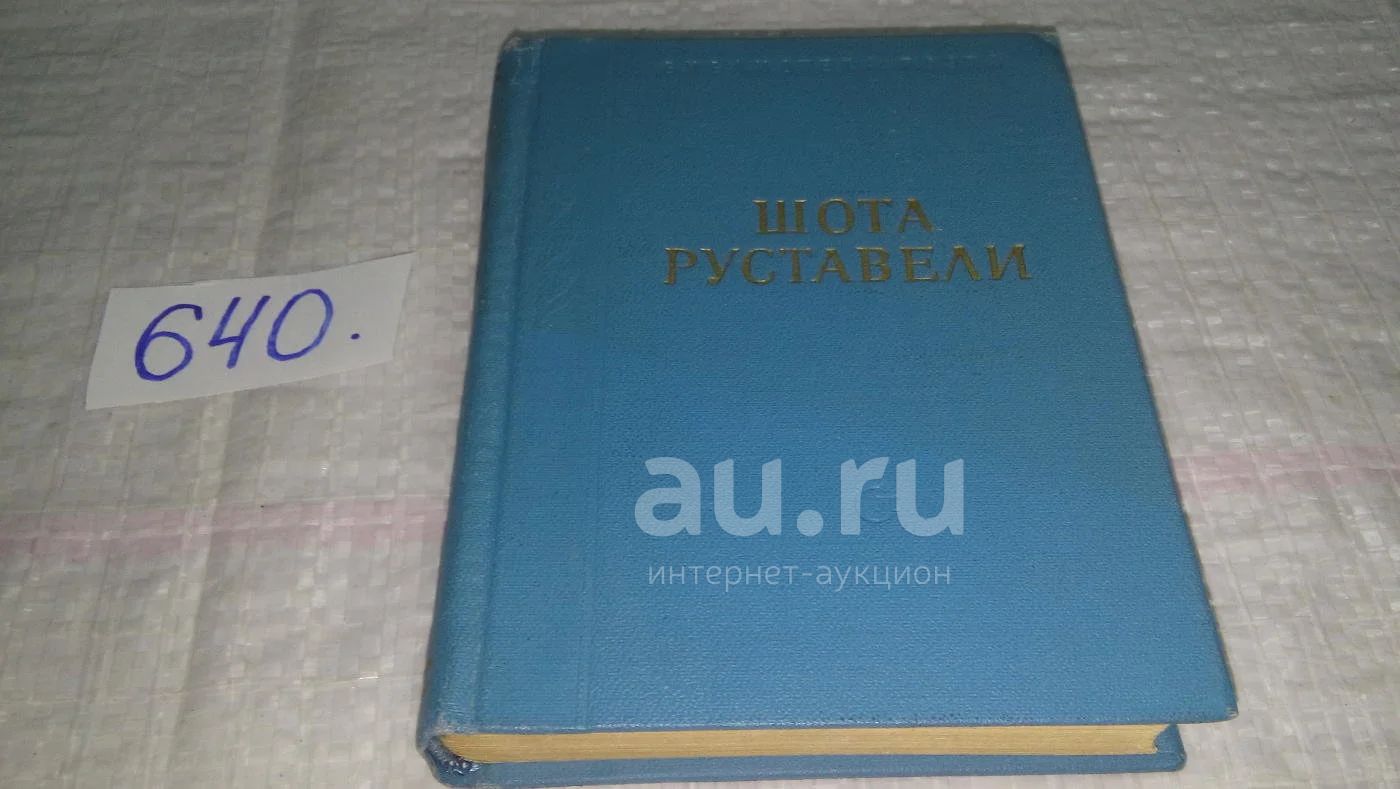 ШОТА
РУСТАВЕЛИ
640.
au.ru
интернет-аукцион